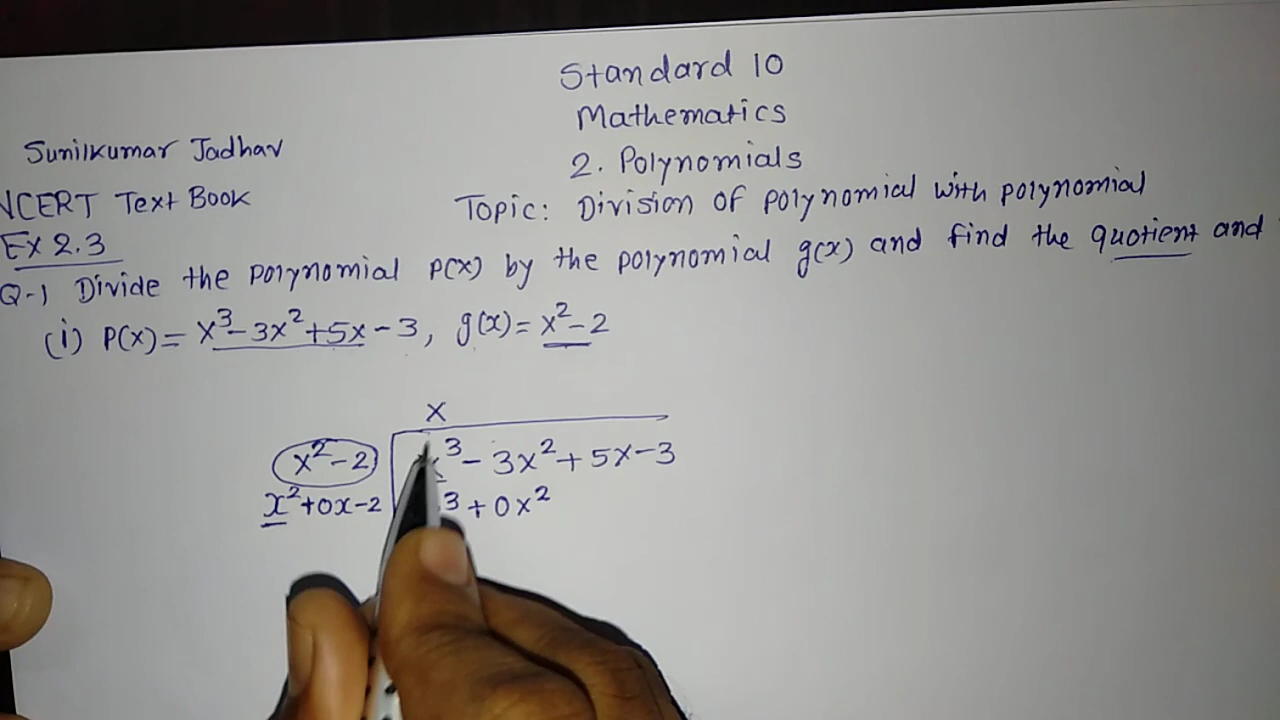 Standard 10
Mathematics
Sunilkumar Jadhav
2. Polynomials
NCERT Text Book
Topic: Division of polynomial with polynomial
Ex 2.3
Q-1 Divide the polynomial P(x) by the polynomial g(x) and find the quotient and
(i) P(x) = x³ - 3x² + 5x - 3, g(x) = x² - 2
x
x² - 2
³ - 3x² + 5x - 3
x² + 0x - 2
³ + 0x²